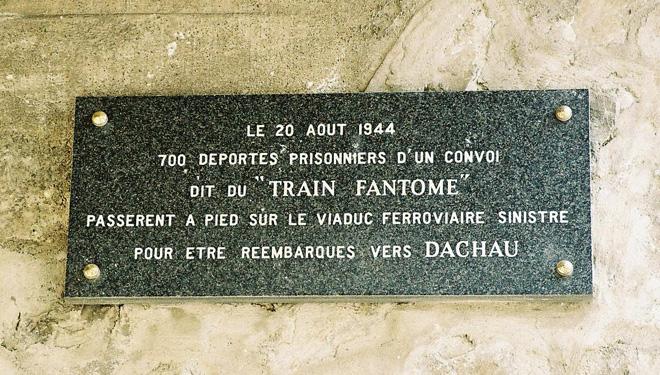 LE 20 AOUT 1944
700 DEPORTES PRISONNIERS D'UN CONVOI
DIT DU "TRAIN FANTOME"
PASSERENT A PIED SUR LE VIADUC FERROVIAIRE SINISTRE
POUR ETRE REEMBARQUES VERS DACHAU